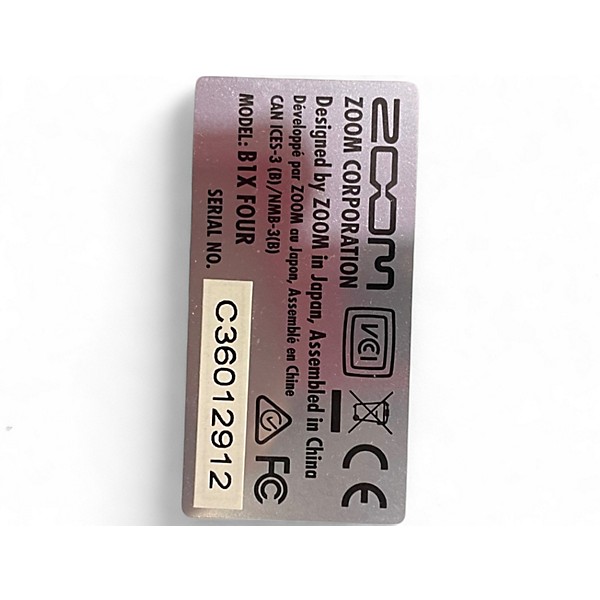 ZOOM
ZOOM CORPORATION
Designed by ZOOM in Japan, Assembled in China
Développé par ZOOM au Japon, Assemblé en Chine
CAN ICES-3 (B)/NMB-3(B)
MODEL: B1X FOUR
SERIAL NO.
C36012912
VCCI
CE
FC